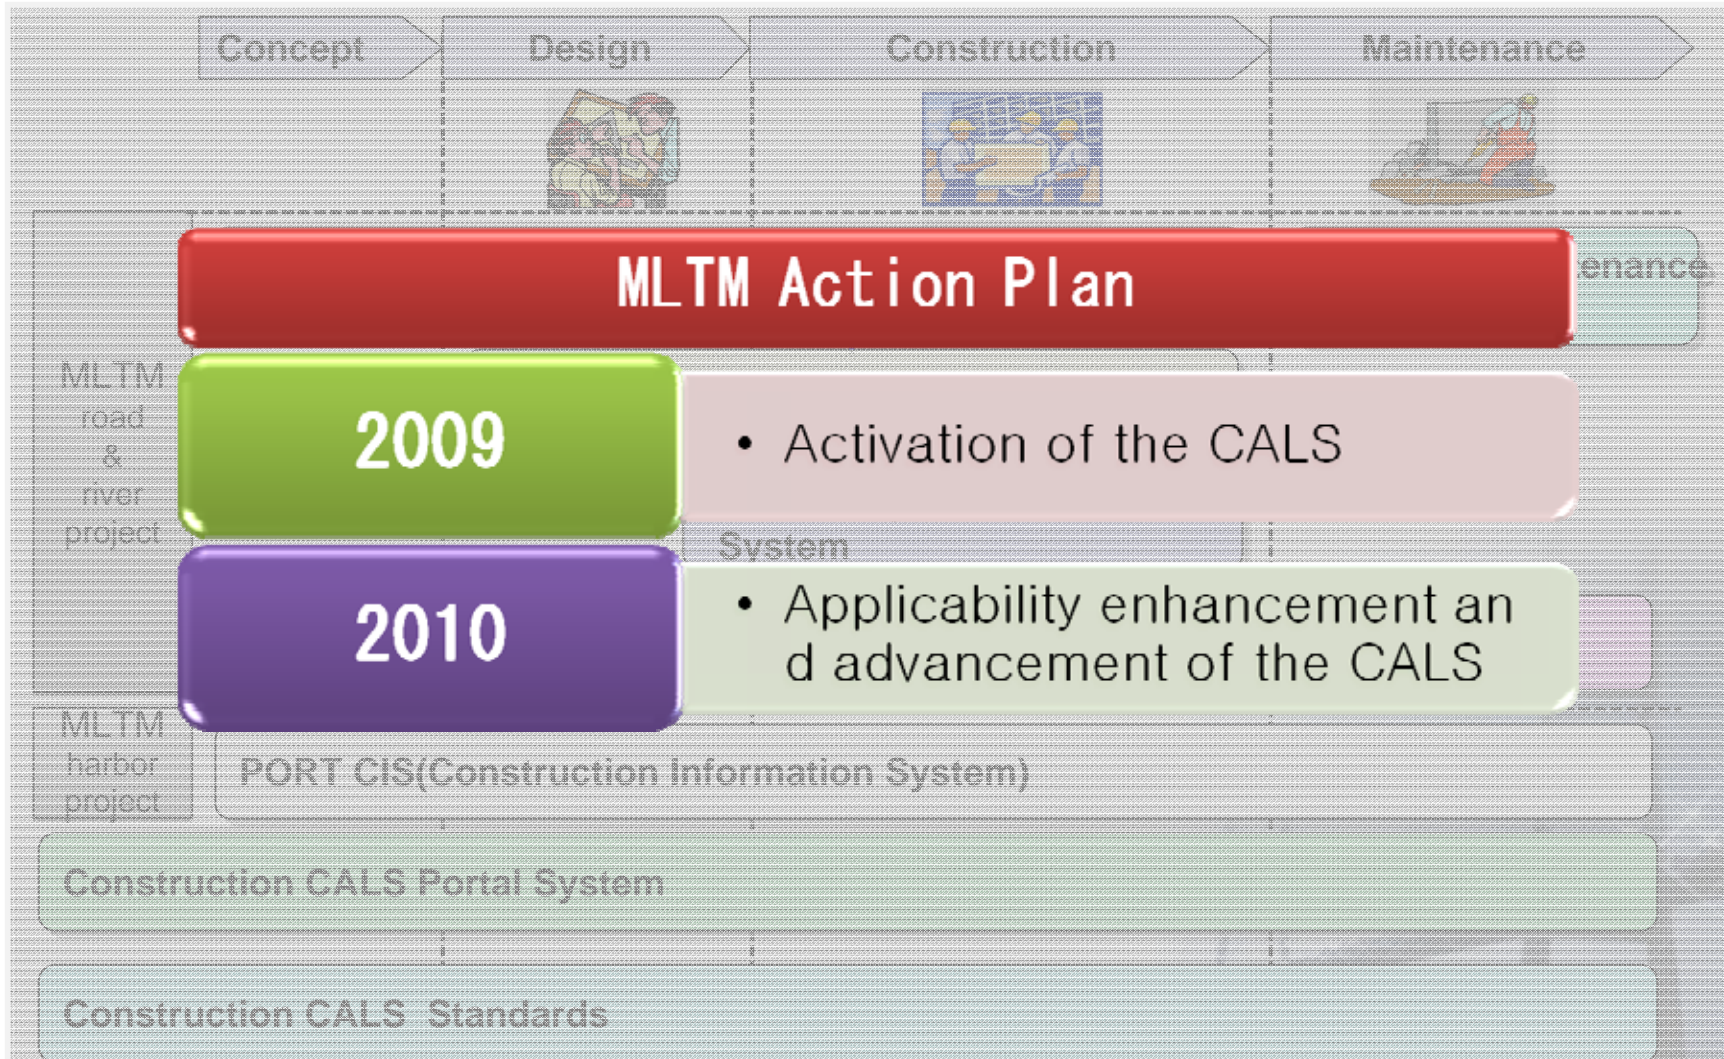 Concept
Design
Construction
Maintenance
MLTM Action Plan
enance
MLTM
road
&
river
project
2009
• Activation of the CALS
System
2010
• Applicability enhancement an
d advancement of the CALS
MLTM
harbor
project
PORT CIS(Construction Information System)
Construction CALS Portal System
Construction CALS Standards